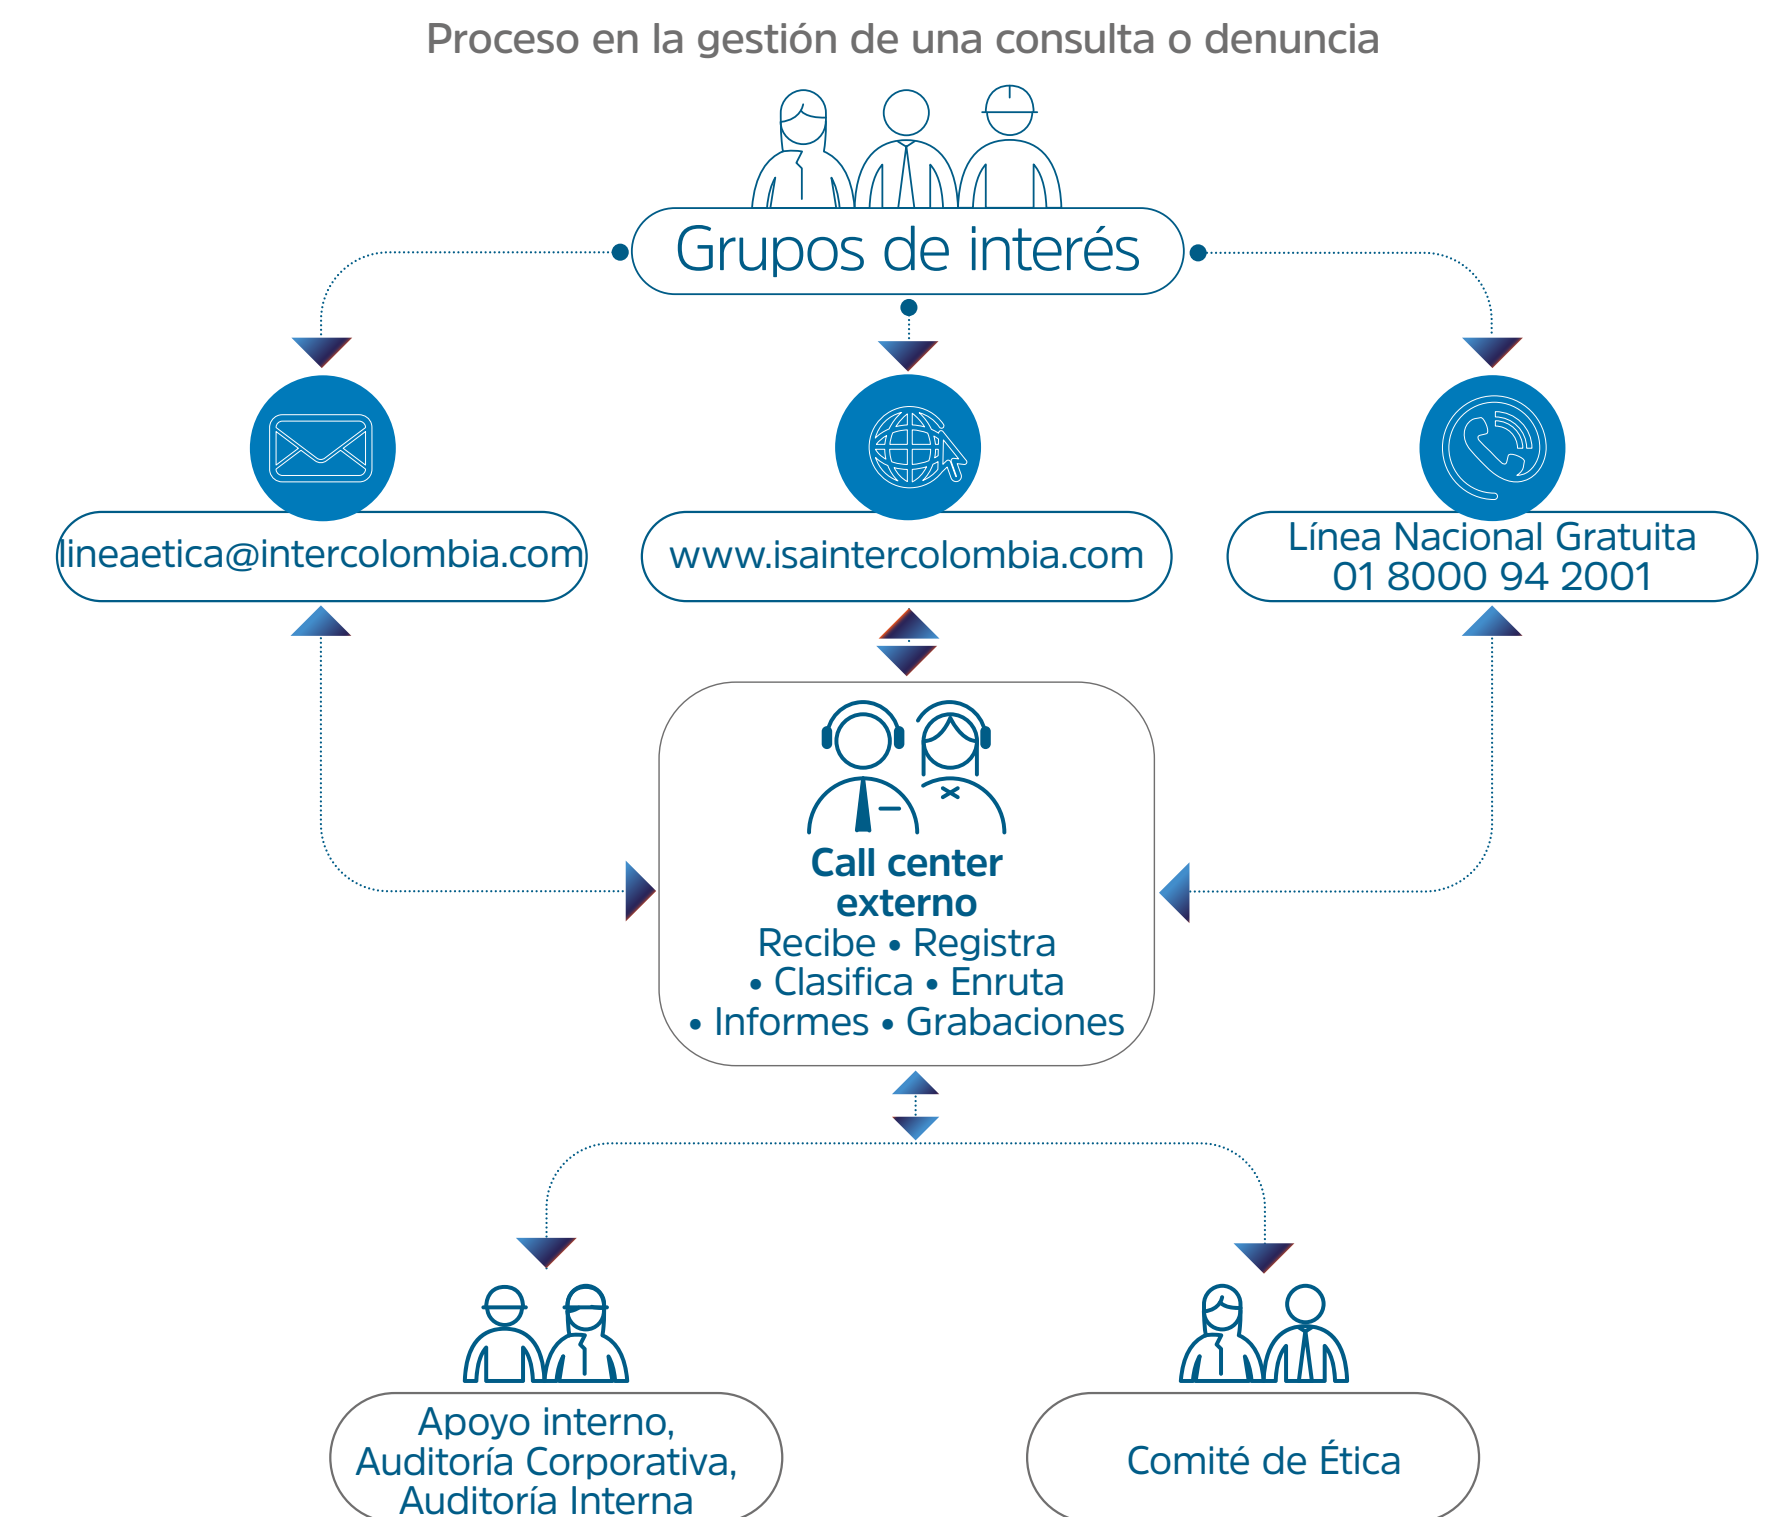 Proceso en la gestión de una consulta o denuncia
Grupos de interés
lineaetica@intercolombia.com
www.isaintercolombia.com
Línea Nacional Gratuita
01 8000 94 2001
Call center
externo
Recibe • Registra
• Clasifica • Enruta
• Informes • Grabaciones
Apoyo interno,
Auditoría Corporativa,
Auditoría Interna
Comité de Ética